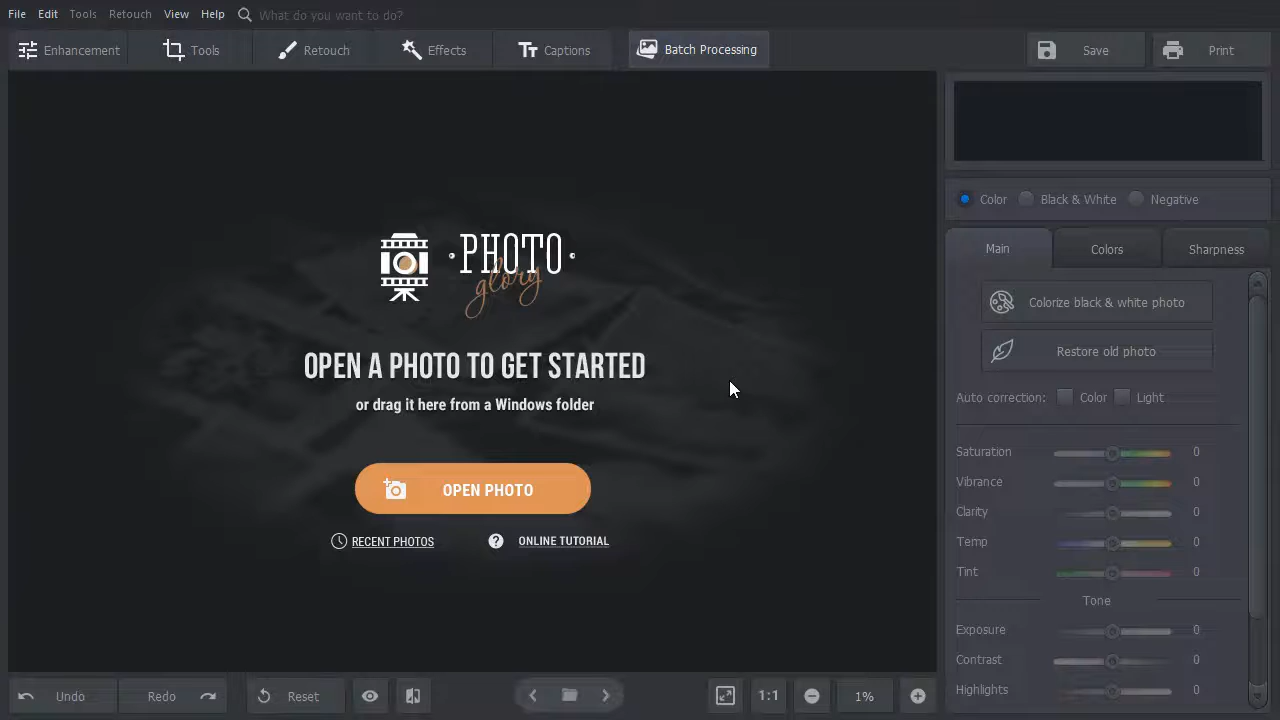 File Edit Tools Retouch View Help What do you want to do?
Enhancement Tools Retouch Effects Captions Batch Processing Save Print
Color Black & White Negative
Main Colors Sharpness
PHOTO
glory
Colorize black & white photo
OPEN A PHOTO TO GET STARTED
Restore old photo
or drag it here from a Windows folder
Auto correction: Color Light
Saturation 0
Vibrance 0
OPEN PHOTO
Clarity 0
RECENT PHOTOS ONLINE TUTORIAL
Temp 0
Tint 0
Tone
Exposure 0
Contrast 0
Highlights 0
Undo Redo Reset 1:1 1%